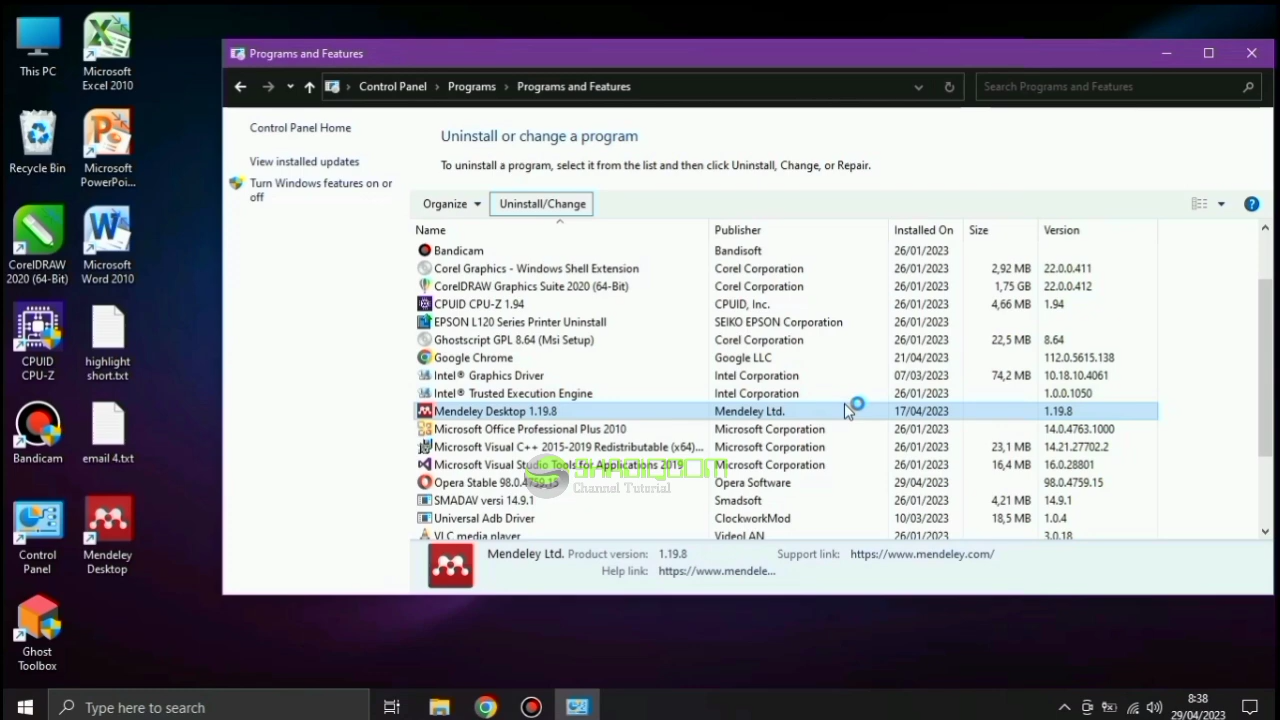 This PC
Microsoft
Excel 2010
Recycle Bin
Microsoft
PowerPoi...
CorelDRAW
2020 (64-Bit)
Microsoft
Word 2010
CPUID
CPU-Z
highlight
short.txt
Bandicam
email 4.txt
Control
Panel
Mendeley
Desktop
Ghost
Toolbox
Programs and Features
Control Panel > Programs > Programs and Features
Search Programs and Features
Control Panel Home
View installed updates
Turn Windows features on or
off
Uninstall or change a program
To uninstall a program, select it from the list and then click Uninstall, Change, or Repair.
Organize Uninstall/Change
Name Publisher Installed On Size Version
Bandicam Bandisoft 26/01/2023
Corel Graphics - Windows Shell Extension Corel Corporation 26/01/2023 2,92 MB 22.0.0.411
CorelDRAW Graphics Suite 2020 (64-Bit) Corel Corporation 26/01/2023 1,75 GB 22.0.0.412
CPUID CPU-Z 1.94 CPUID, Inc. 26/01/2023 4,66 MB 1.94
EPSON L120 Series Printer Uninstall SEIKO EPSON Corporation 26/01/2023
Ghostscript GPL 8.64 (Msi Setup) Corel Corporation 26/01/2023 22,5 MB 8.64
Google Chrome Google LLC 21/04/2023 112.0.5615.138
Intel® Graphics Driver Intel Corporation 07/03/2023 74,2 MB 10.18.10.4061
Intel® Trusted Execution Engine Intel Corporation 26/01/2023 1.0.0.1050
Mendeley Desktop 1.19.8 Mendeley Ltd. 17/04/2023 1.19.8
Microsoft Office Professional Plus 2010 Microsoft Corporation 26/01/2023 14.0.4763.1000
Microsoft Visual C++ 2015-2019 Redistributable (x64)... Microsoft Corporation 26/01/2023 23,1 MB 14.21.27702.2
Microsoft Visual Studio Tools for Applications 2019 Microsoft Corporation 26/01/2023 16,4 MB 16.0.28801
Opera Stable 98.0.4759.15 Opera Software 29/04/2023 98.0.4759.15
SMADAV versi 14.9.1 Smadsoft 26/01/2023 4,21 MB 14.9.1
Universal Adb Driver ClockworkMod 10/03/2023 18,5 MB 1.0.4
VLC media player VideoLAN 26/01/2023 3.0.18
SHADIQCOM
Channel Tutorial
Mendeley Ltd. Product version: 1.19.8 Support link: https://www.mendeley.com/
Help link: https://www.mendele...
Type here to search
8:38
29/04/2023